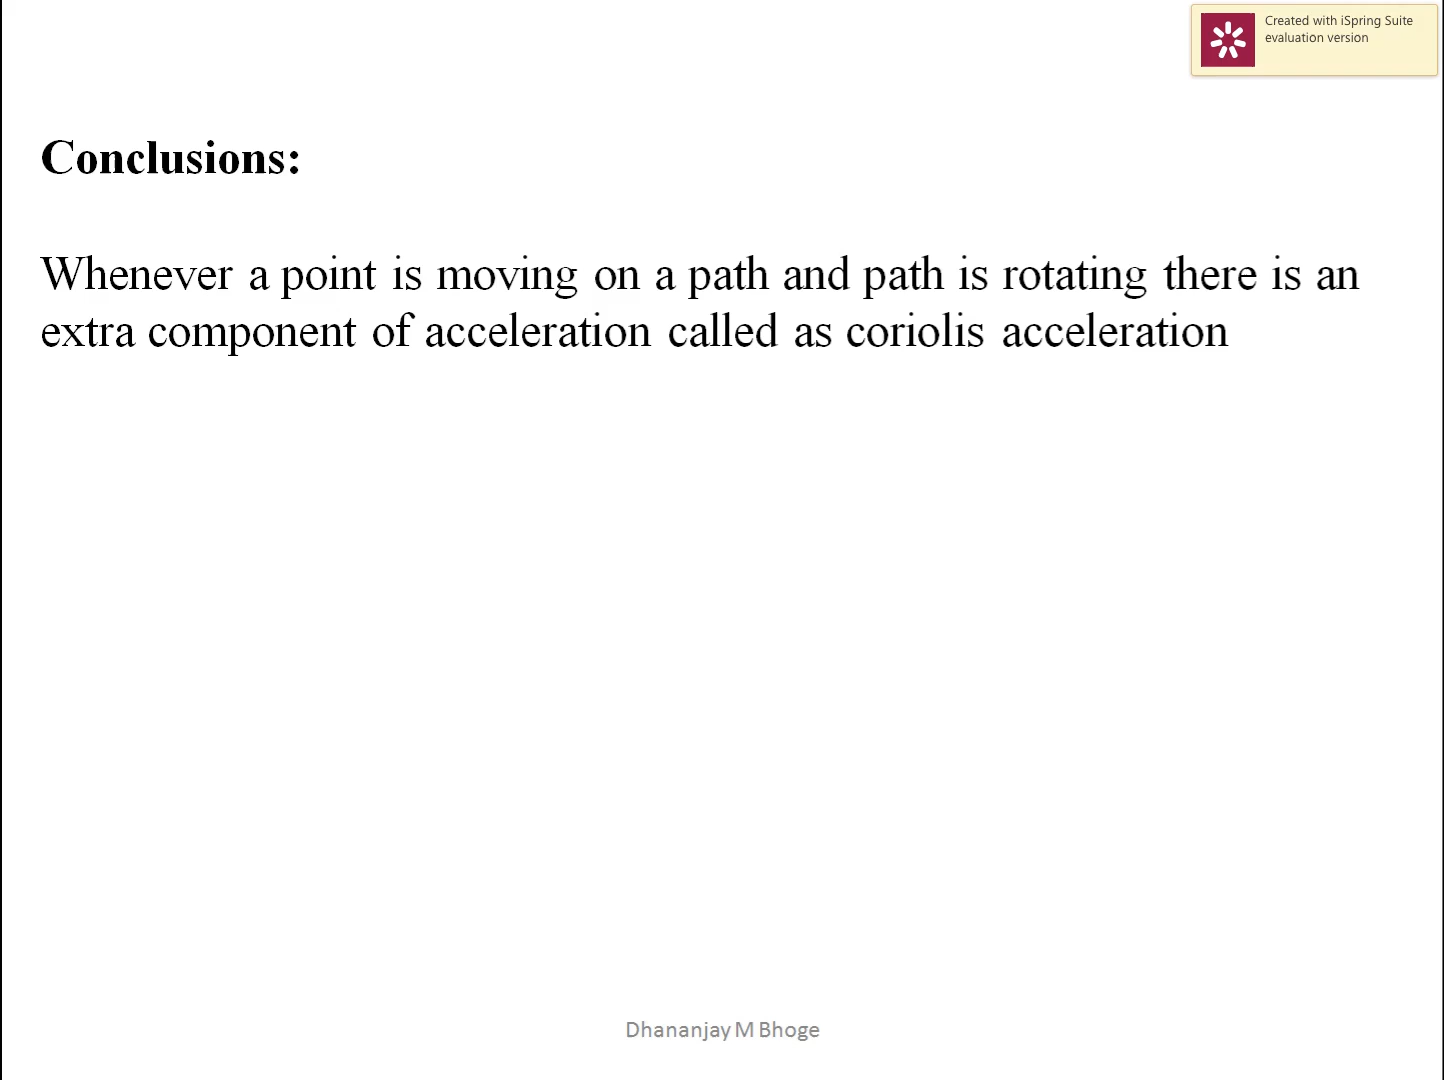 Created with iSpring Suite
evaluation version
Conclusions:
Whenever a point is moving on a path and path is rotating there is an
extra component of acceleration called as coriolis acceleration
Dhananjay M Bhoge